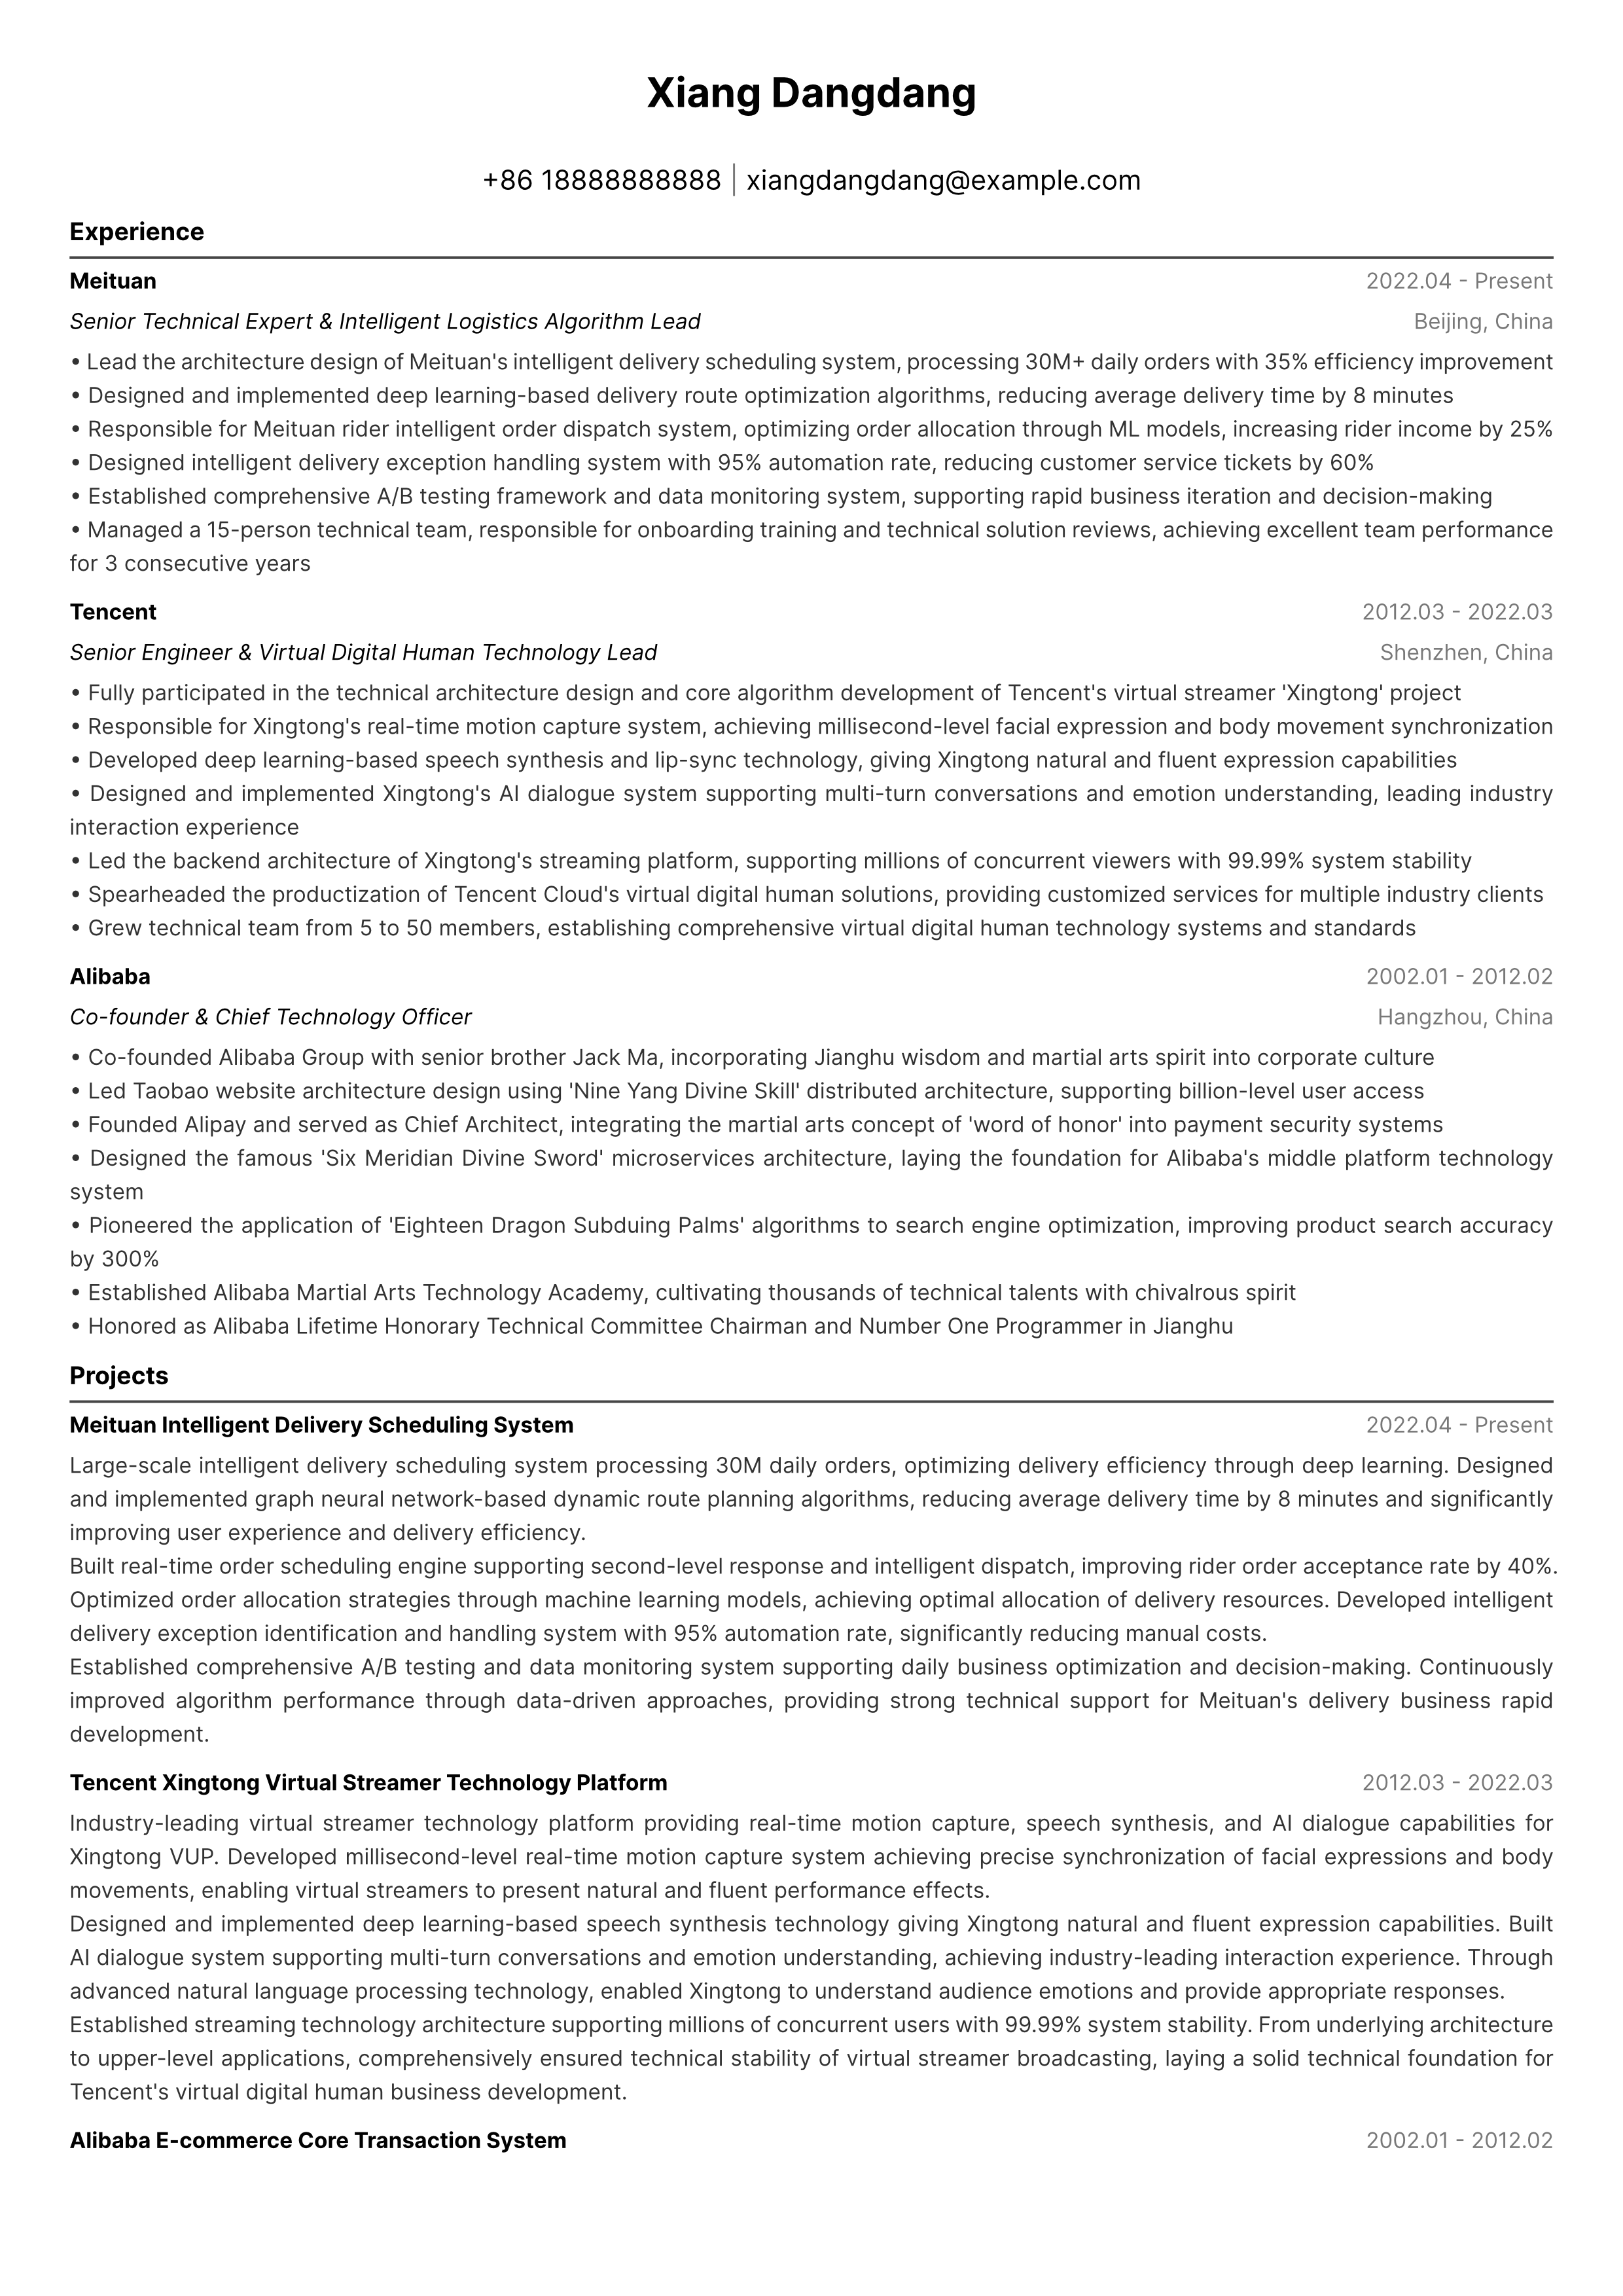 Xiang Dangdang
+86 18888888888 | xiangdangdang@example.com
Experience
Meituan 2022.04 - Present
Senior Technical Expert & Intelligent Logistics Algorithm Lead Beijing, China
• Lead the architecture design of Meituan's intelligent delivery scheduling system, processing 30M+ daily orders with 35% efficiency improvement
• Designed and implemented deep learning-based delivery route optimization algorithms, reducing average delivery time by 8 minutes
• Responsible for Meituan rider intelligent order dispatch system, optimizing order allocation through ML models, increasing rider income by 25%
• Designed intelligent delivery exception handling system with 95% automation rate, reducing customer service tickets by 60%
• Established comprehensive A/B testing framework and data monitoring system, supporting rapid business iteration and decision-making
• Managed a 15-person technical team, responsible for onboarding training and technical solution reviews, achieving excellent team performance
for 3 consecutive years
Tencent 2012.03 - 2022.03
Senior Engineer & Virtual Digital Human Technology Lead Shenzhen, China
• Fully participated in the technical architecture design and core algorithm development of Tencent's virtual streamer 'Xingtong' project
• Responsible for Xingtong's real-time motion capture system, achieving millisecond-level facial expression and body movement synchronization
• Developed deep learning-based speech synthesis and lip-sync technology, giving Xingtong natural and fluent expression capabilities
• Designed and implemented Xingtong's AI dialogue system supporting multi-turn conversations and emotion understanding, leading industry
interaction experience
• Led the backend architecture of Xingtong's streaming platform, supporting millions of concurrent viewers with 99.99% system stability
• Spearheaded the productization of Tencent Cloud's virtual digital human solutions, providing customized services for multiple industry clients
• Grew technical team from 5 to 50 members, establishing comprehensive virtual digital human technology systems and standards
Alibaba 2002.01 - 2012.02
Co-founder & Chief Technology Officer Hangzhou, China
• Co-founded Alibaba Group with senior brother Jack Ma, incorporating Jianghu wisdom and martial arts spirit into corporate culture
• Led Taobao website architecture design using 'Nine Yang Divine Skill' distributed architecture, supporting billion-level user access
• Founded Alipay and served as Chief Architect, integrating the martial arts concept of 'word of honor' into payment security systems
• Designed the famous 'Six Meridian Divine Sword' microservices architecture, laying the foundation for Alibaba's middle platform technology
system
• Pioneered the application of 'Eighteen Dragon Subduing Palms' algorithms to search engine optimization, improving product search accuracy
by 300%
• Established Alibaba Martial Arts Technology Academy, cultivating thousands of technical talents with chivalrous spirit
• Honored as Alibaba Lifetime Honorary Technical Committee Chairman and Number One Programmer in Jianghu
Projects
Meituan Intelligent Delivery Scheduling System 2022.04 - Present
Large-scale intelligent delivery scheduling system processing 30M daily orders, optimizing delivery efficiency through deep learning. Designed
and implemented graph neural network-based dynamic route planning algorithms, reducing average delivery time by 8 minutes and significantly
improving user experience and delivery efficiency.
Built real-time order scheduling engine supporting second-level response and intelligent dispatch, improving rider order acceptance rate by 40%.
Optimized order allocation strategies through machine learning models, achieving optimal allocation of delivery resources. Developed intelligent
delivery exception identification and handling system with 95% automation rate, significantly reducing manual costs.
Established comprehensive A/B testing and data monitoring system supporting daily business optimization and decision-making. Continuously
improved algorithm performance through data-driven approaches, providing strong technical support for Meituan's delivery business rapid
development.
Tencent Xingtong Virtual Streamer Technology Platform 2012.03 - 2022.03
Industry-leading virtual streamer technology platform providing real-time motion capture, speech synthesis, and AI dialogue capabilities for
Xingtong VUP. Developed millisecond-level real-time motion capture system achieving precise synchronization of facial expressions and body
movements, enabling virtual streamers to present natural and fluent performance effects.
Designed and implemented deep learning-based speech synthesis technology giving Xingtong natural and fluent expression capabilities. Built
AI dialogue system supporting multi-turn conversations and emotion understanding, achieving industry-leading interaction experience. Through
advanced natural language processing technology, enabled Xingtong to understand audience emotions and provide appropriate responses.
Established streaming technology architecture supporting millions of concurrent users with 99.99% system stability. From underlying architecture
to upper-level applications, comprehensively ensured technical stability of virtual streamer broadcasting, laying a solid technical foundation for
Tencent's virtual digital human business development.
Alibaba E-commerce Core Transaction System 2002.01 - 2012.02